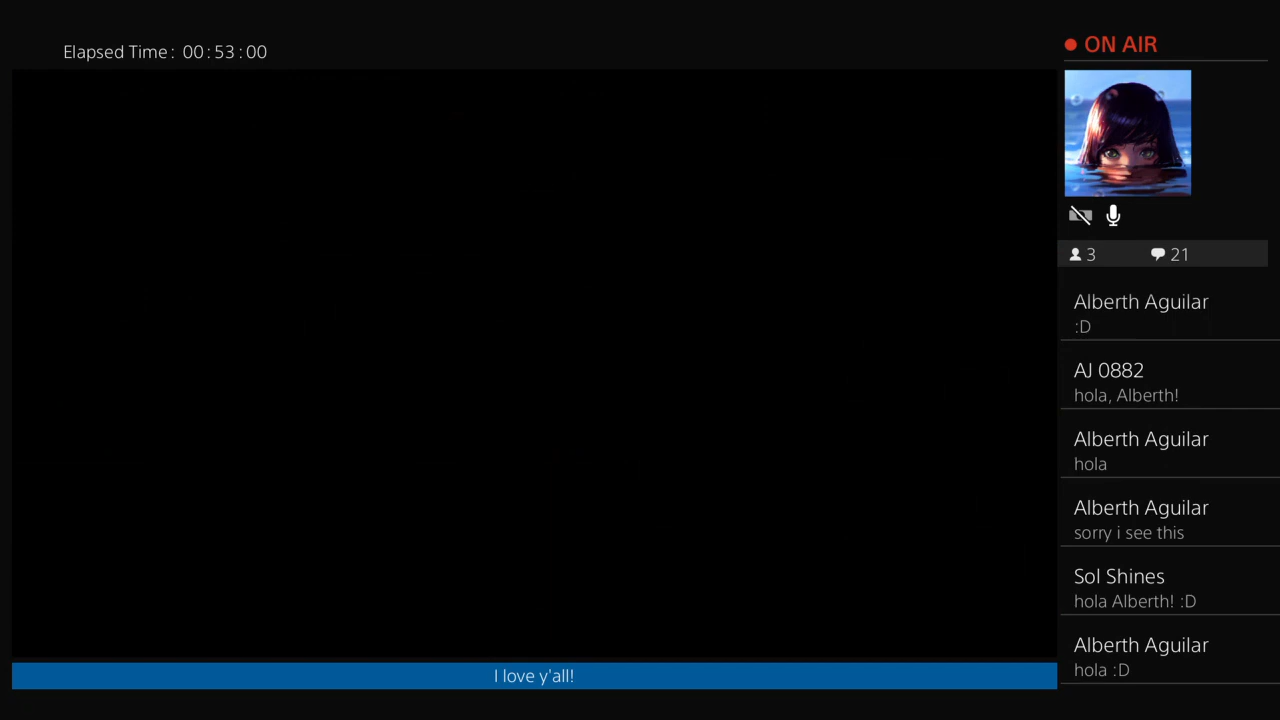 Elapsed Time: 00:53:00
ON AIR
3 21
Alberth Aguilar
:D
AJ 0882
hola, Alberth!
Alberth Aguilar
hola
Alberth Aguilar
sorry i see this
Sol Shines
hola Alberth! :D
Alberth Aguilar
hola :D
I love y'all!